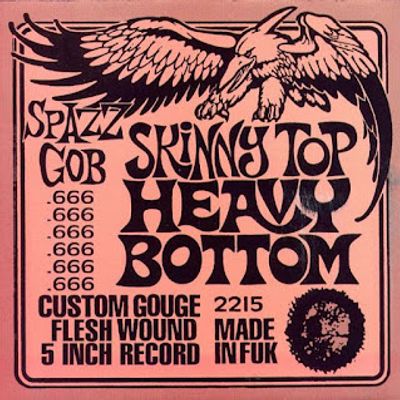 SPAZZ
GOB
SKINNY TOP
HEAVY
BOTTOM
.666
.666
.666
.666
.666
.666
CUSTOM GOUGE
FLESH WOUND
5 INCH RECORD
2215
MADE
IN FUK